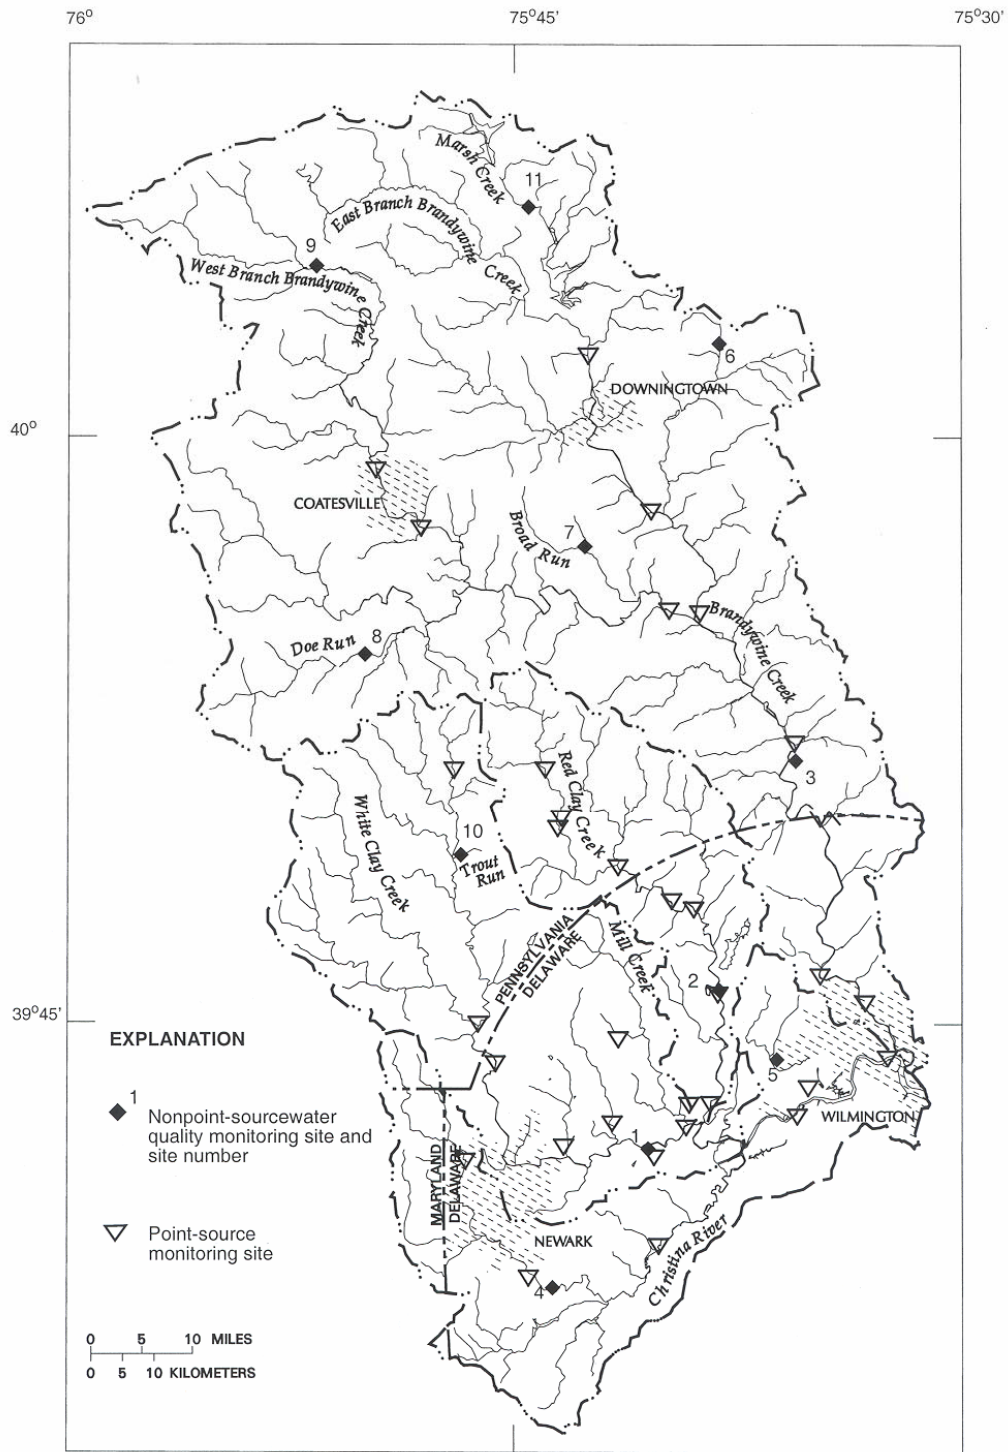 76°
75°45'
75°30'
Marsh Creek
11
East Branch Brandywine Creek
9
West Branch Brandywine Creek
6
DOWNINGTOWN
40°
COATESVILLE
Broad Run
7
Brandywine Creek
Doe Run
8
3
Red Clay Creek
White Clay Creek
10
Trout Run
PENNSYLVANIA
DELAWARE
Mill Creek
2
39°45'
5
WILMINGTON
1
MARYLAND
DELAWARE
NEWARK
Christina River
4
EXPLANATION
1
Nonpoint-sourcewater
quality monitoring site and
site number
Point-source
monitoring site
0 5 10 MILES
0 5 10 KILOMETERS